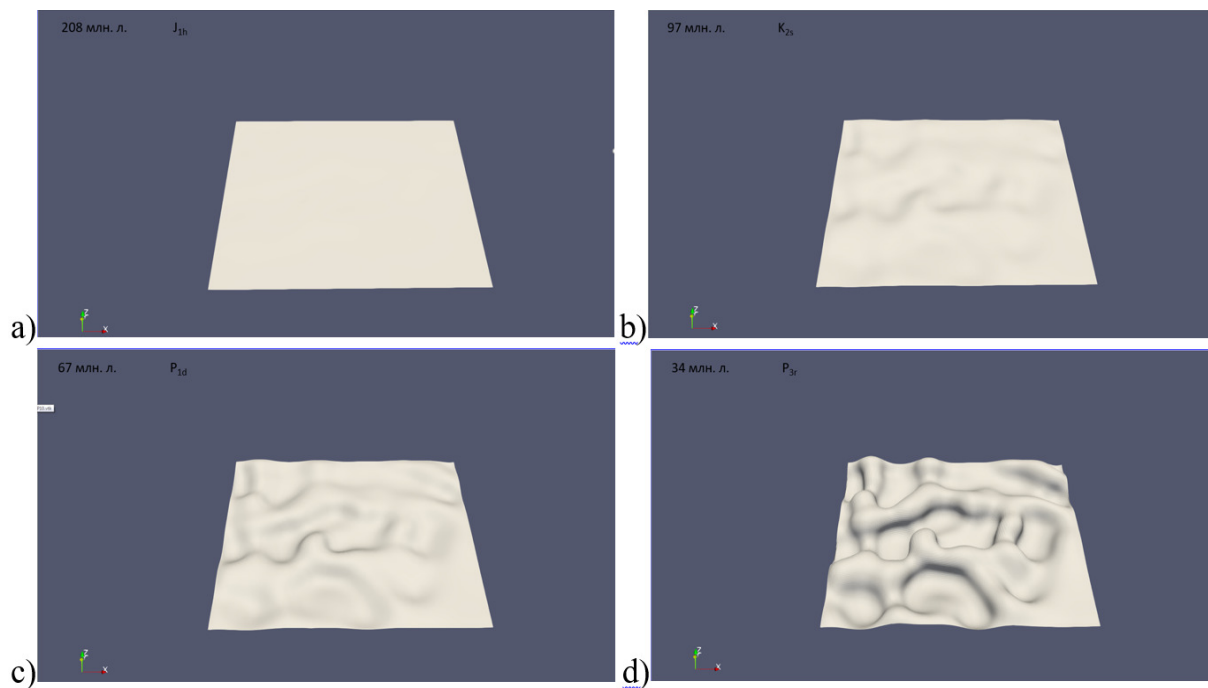 208 млн. л. J1h
97 млн. л. K2s
Z
X
Z
X
a)
b)
67 млн. л. P1d
34 млн. л. P3r
Z
X
Z
X
c)
d)